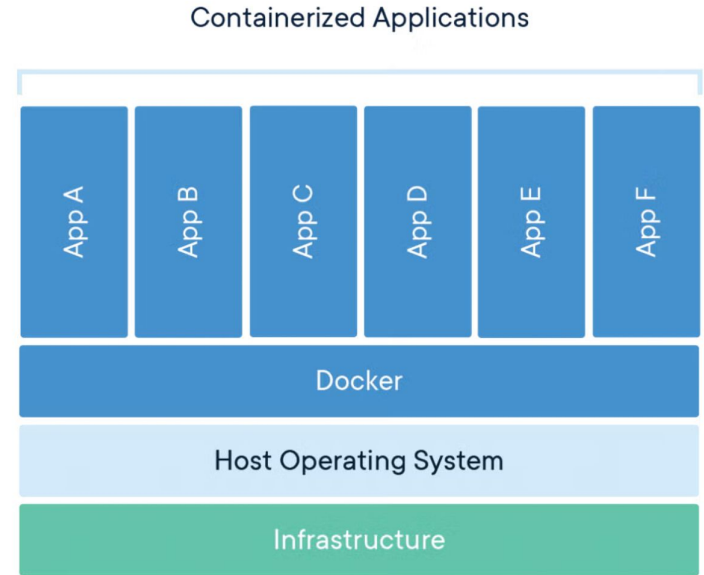 Containerized Applications
App A
App B
App C
App D
App E
App F
Docker
Host Operating System
Infrastructure